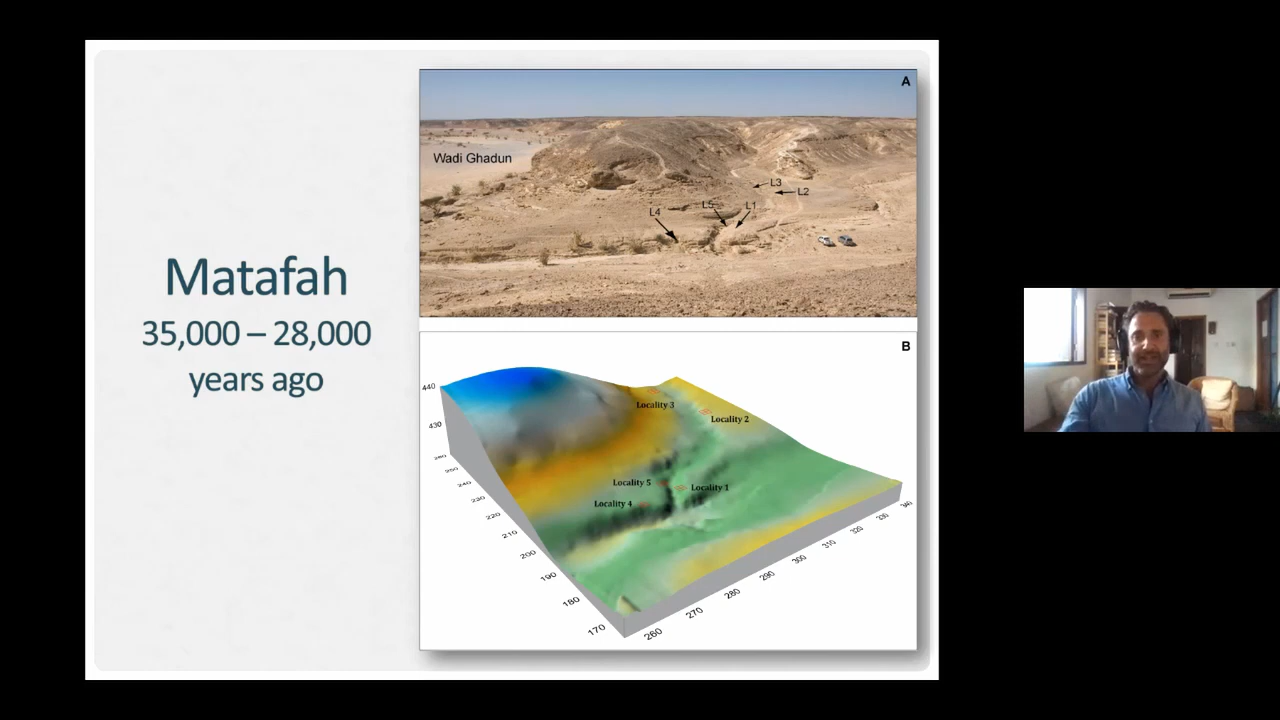 Matafah
35,000 – 28,000
years ago
A
Wadi Ghadun
L3
L2
L4
L5
L1
B
440
430
Locality 3
Locality 2
Locality 5
Locality 1
Locality 4
260
250
240
230
220
210
200
190
180
170
260
270
280
290
300
310
320
330
340